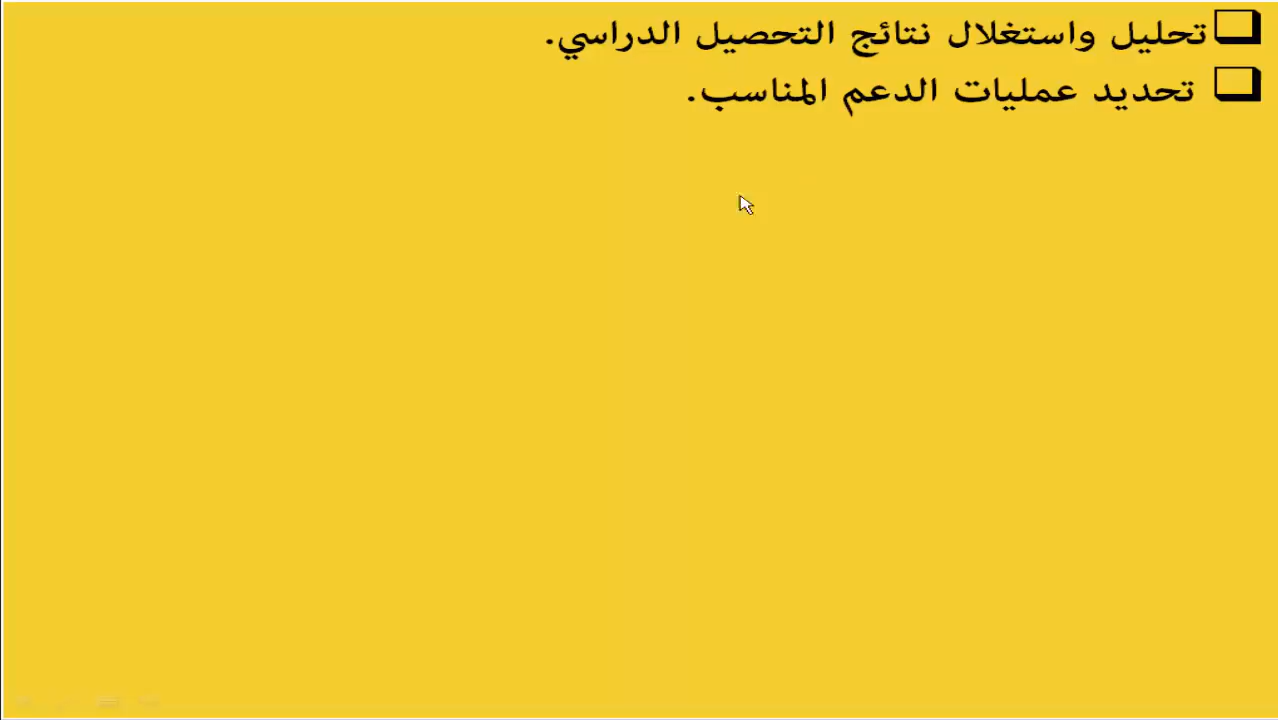 ❑تحليل واستغلال نتائج التحصيل الدراسي.
❑ تحديد عمليات الدعم المناسب.